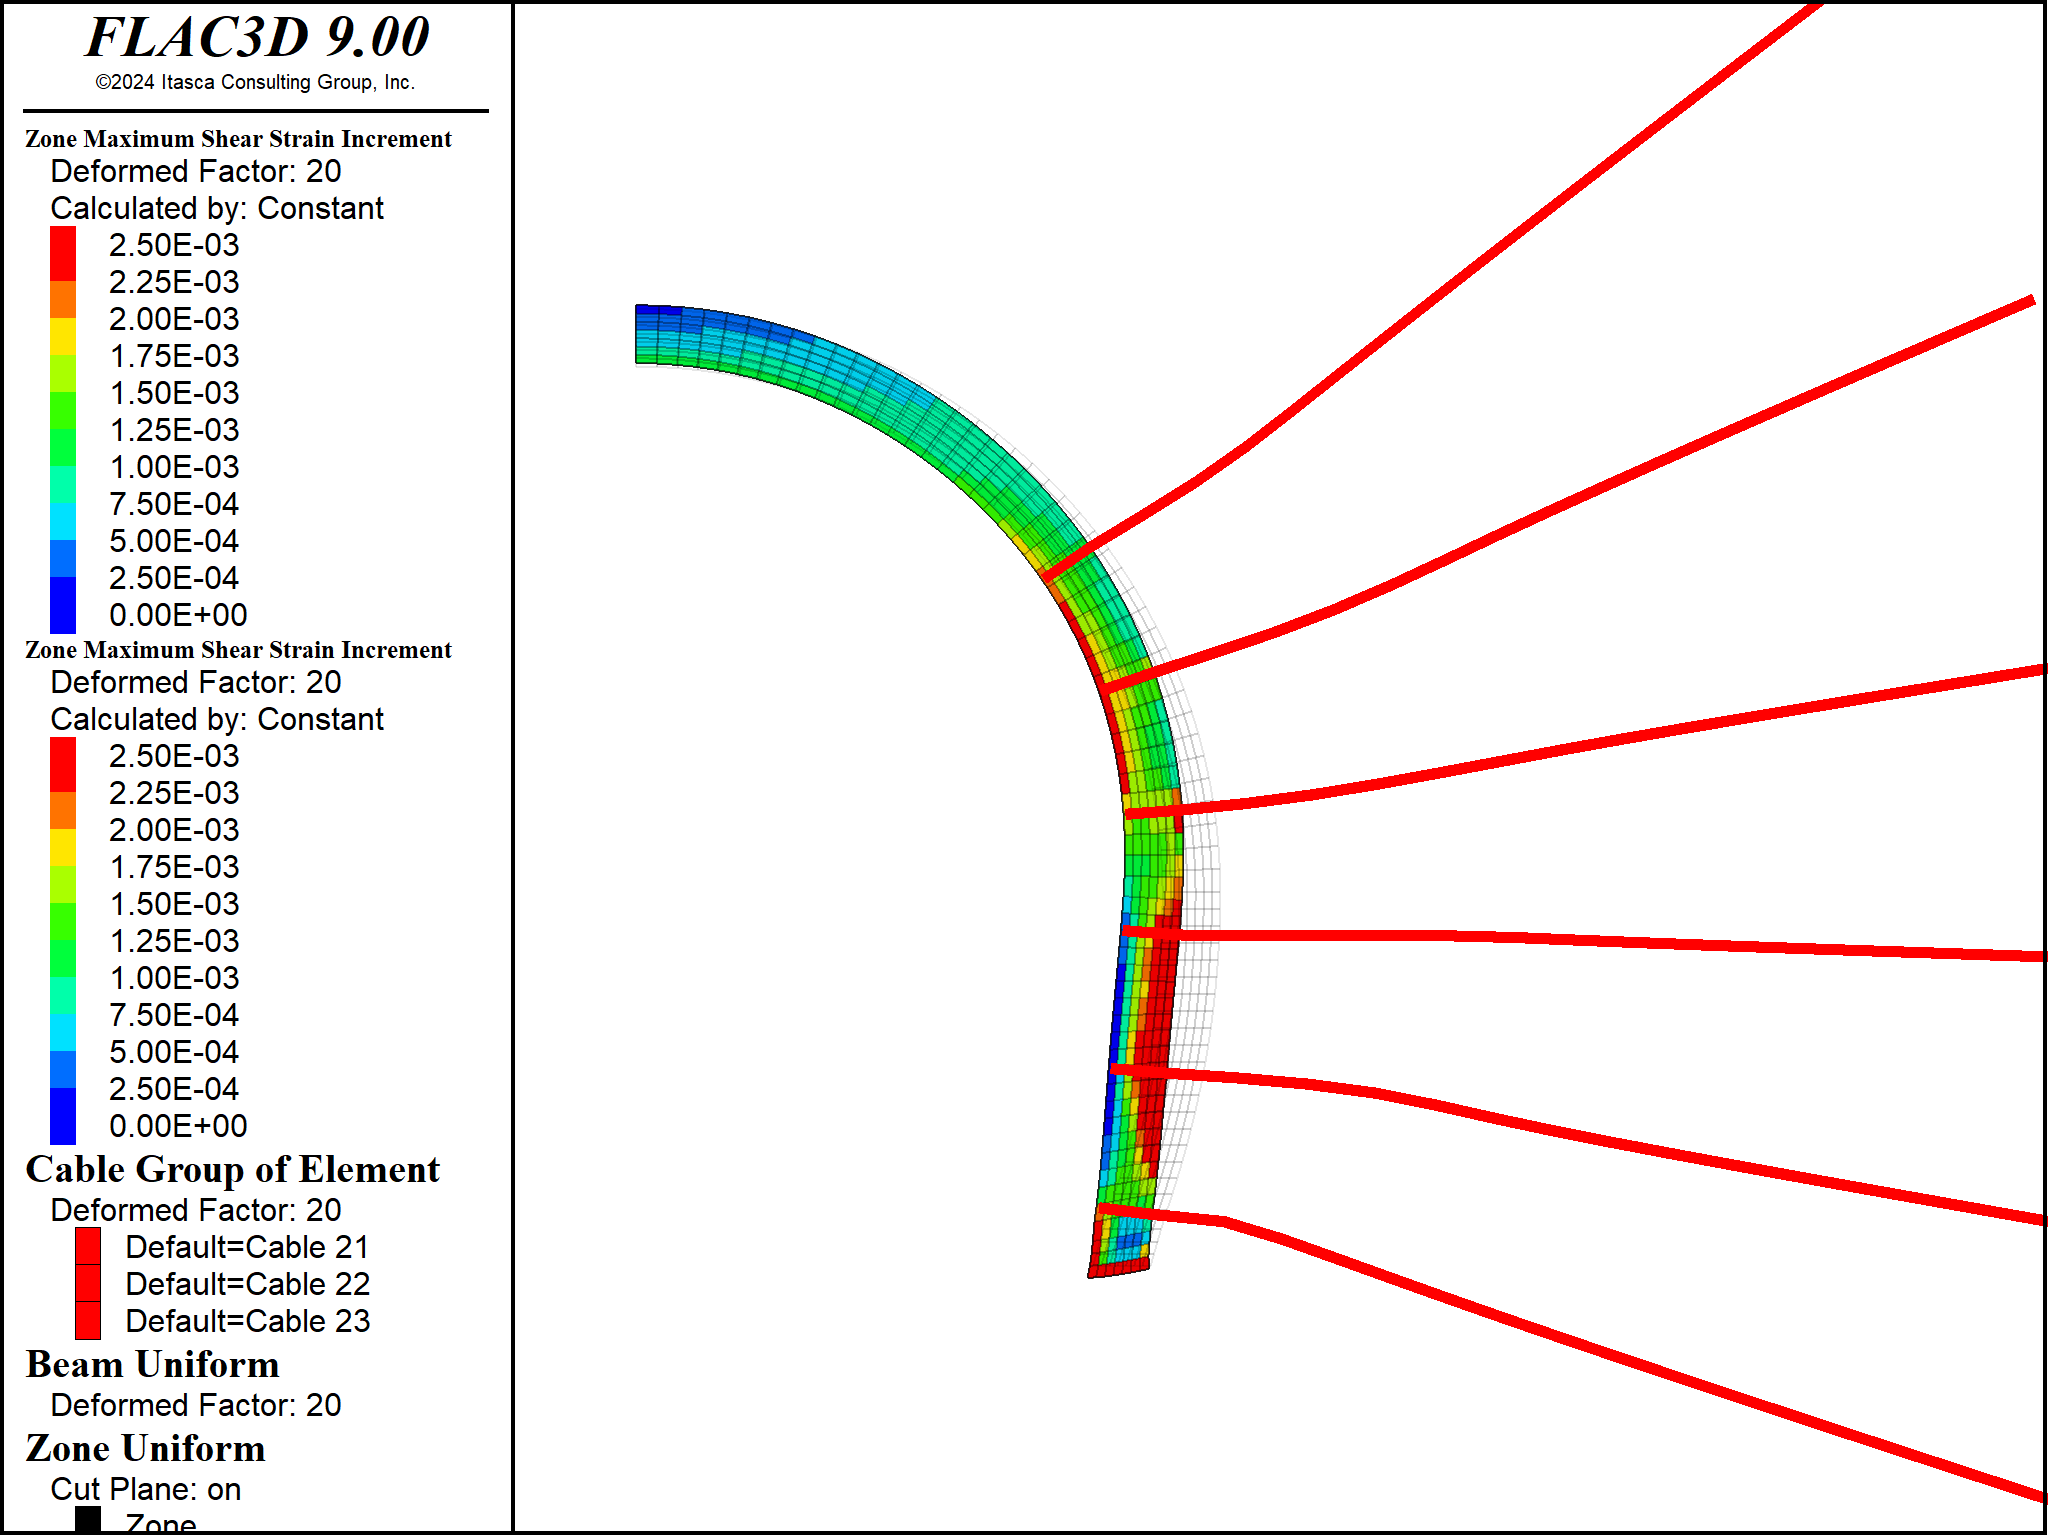 FLAC3D 9.00
©2024 Itasca Consulting Group, Inc.
Zone Maximum Shear Strain Increment
Deformed Factor: 20
Calculated by: Constant
2.50E-03
2.25E-03
2.00E-03
1.75E-03
1.50E-03
1.25E-03
1.00E-03
7.50E-04
5.00E-04
2.50E-04
0.00E+00
Zone Maximum Shear Strain Increment
Deformed Factor: 20
Calculated by: Constant
2.50E-03
2.25E-03
2.00E-03
1.75E-03
1.50E-03
1.25E-03
1.00E-03
7.50E-04
5.00E-04
2.50E-04
0.00E+00
Cable Group of Element
Deformed Factor: 20
Default=Cable 21
Default=Cable 22
Default=Cable 23
Beam Uniform
Deformed Factor: 20
Zone Uniform
Cut Plane: on
Zone